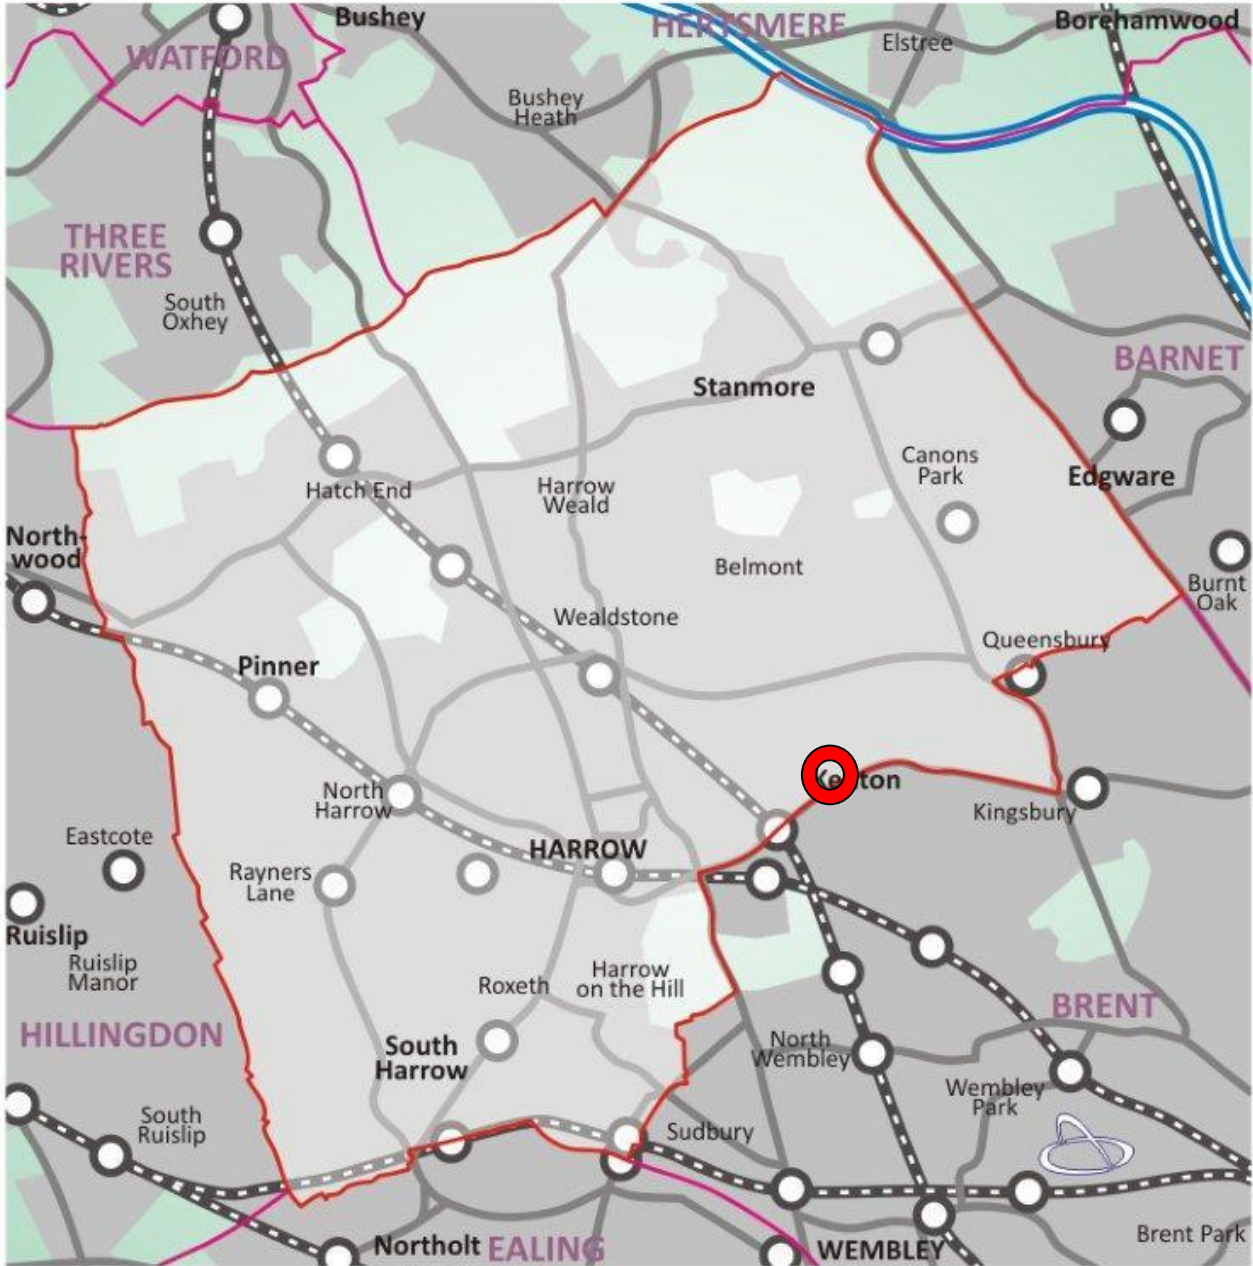 Bushey
HERTSMERE
Borehamwood
WATFORD
Elstree
Bushey
Heath
THREE
RIVERS
South
Oxhey
BARNET
Stanmore
Canons
Park
Edgware
Hatch End
Harrow
Weald
North-
wood
Belmont
Burnt
Oak
Wealdstone
Queensbury
Pinner
North
Harrow
Kingsbury
Eastcote
HARROW
Rayners
Lane
Ruislip
Ruislip
Manor
Roxeth
Harrow
on the Hill
HILLINGDON
BRENT
South
Harrow
North
Wembley
Wembley
Park
South
Ruislip
Sudbury
Northolt
EALING
WEMBLEY
Brent Park